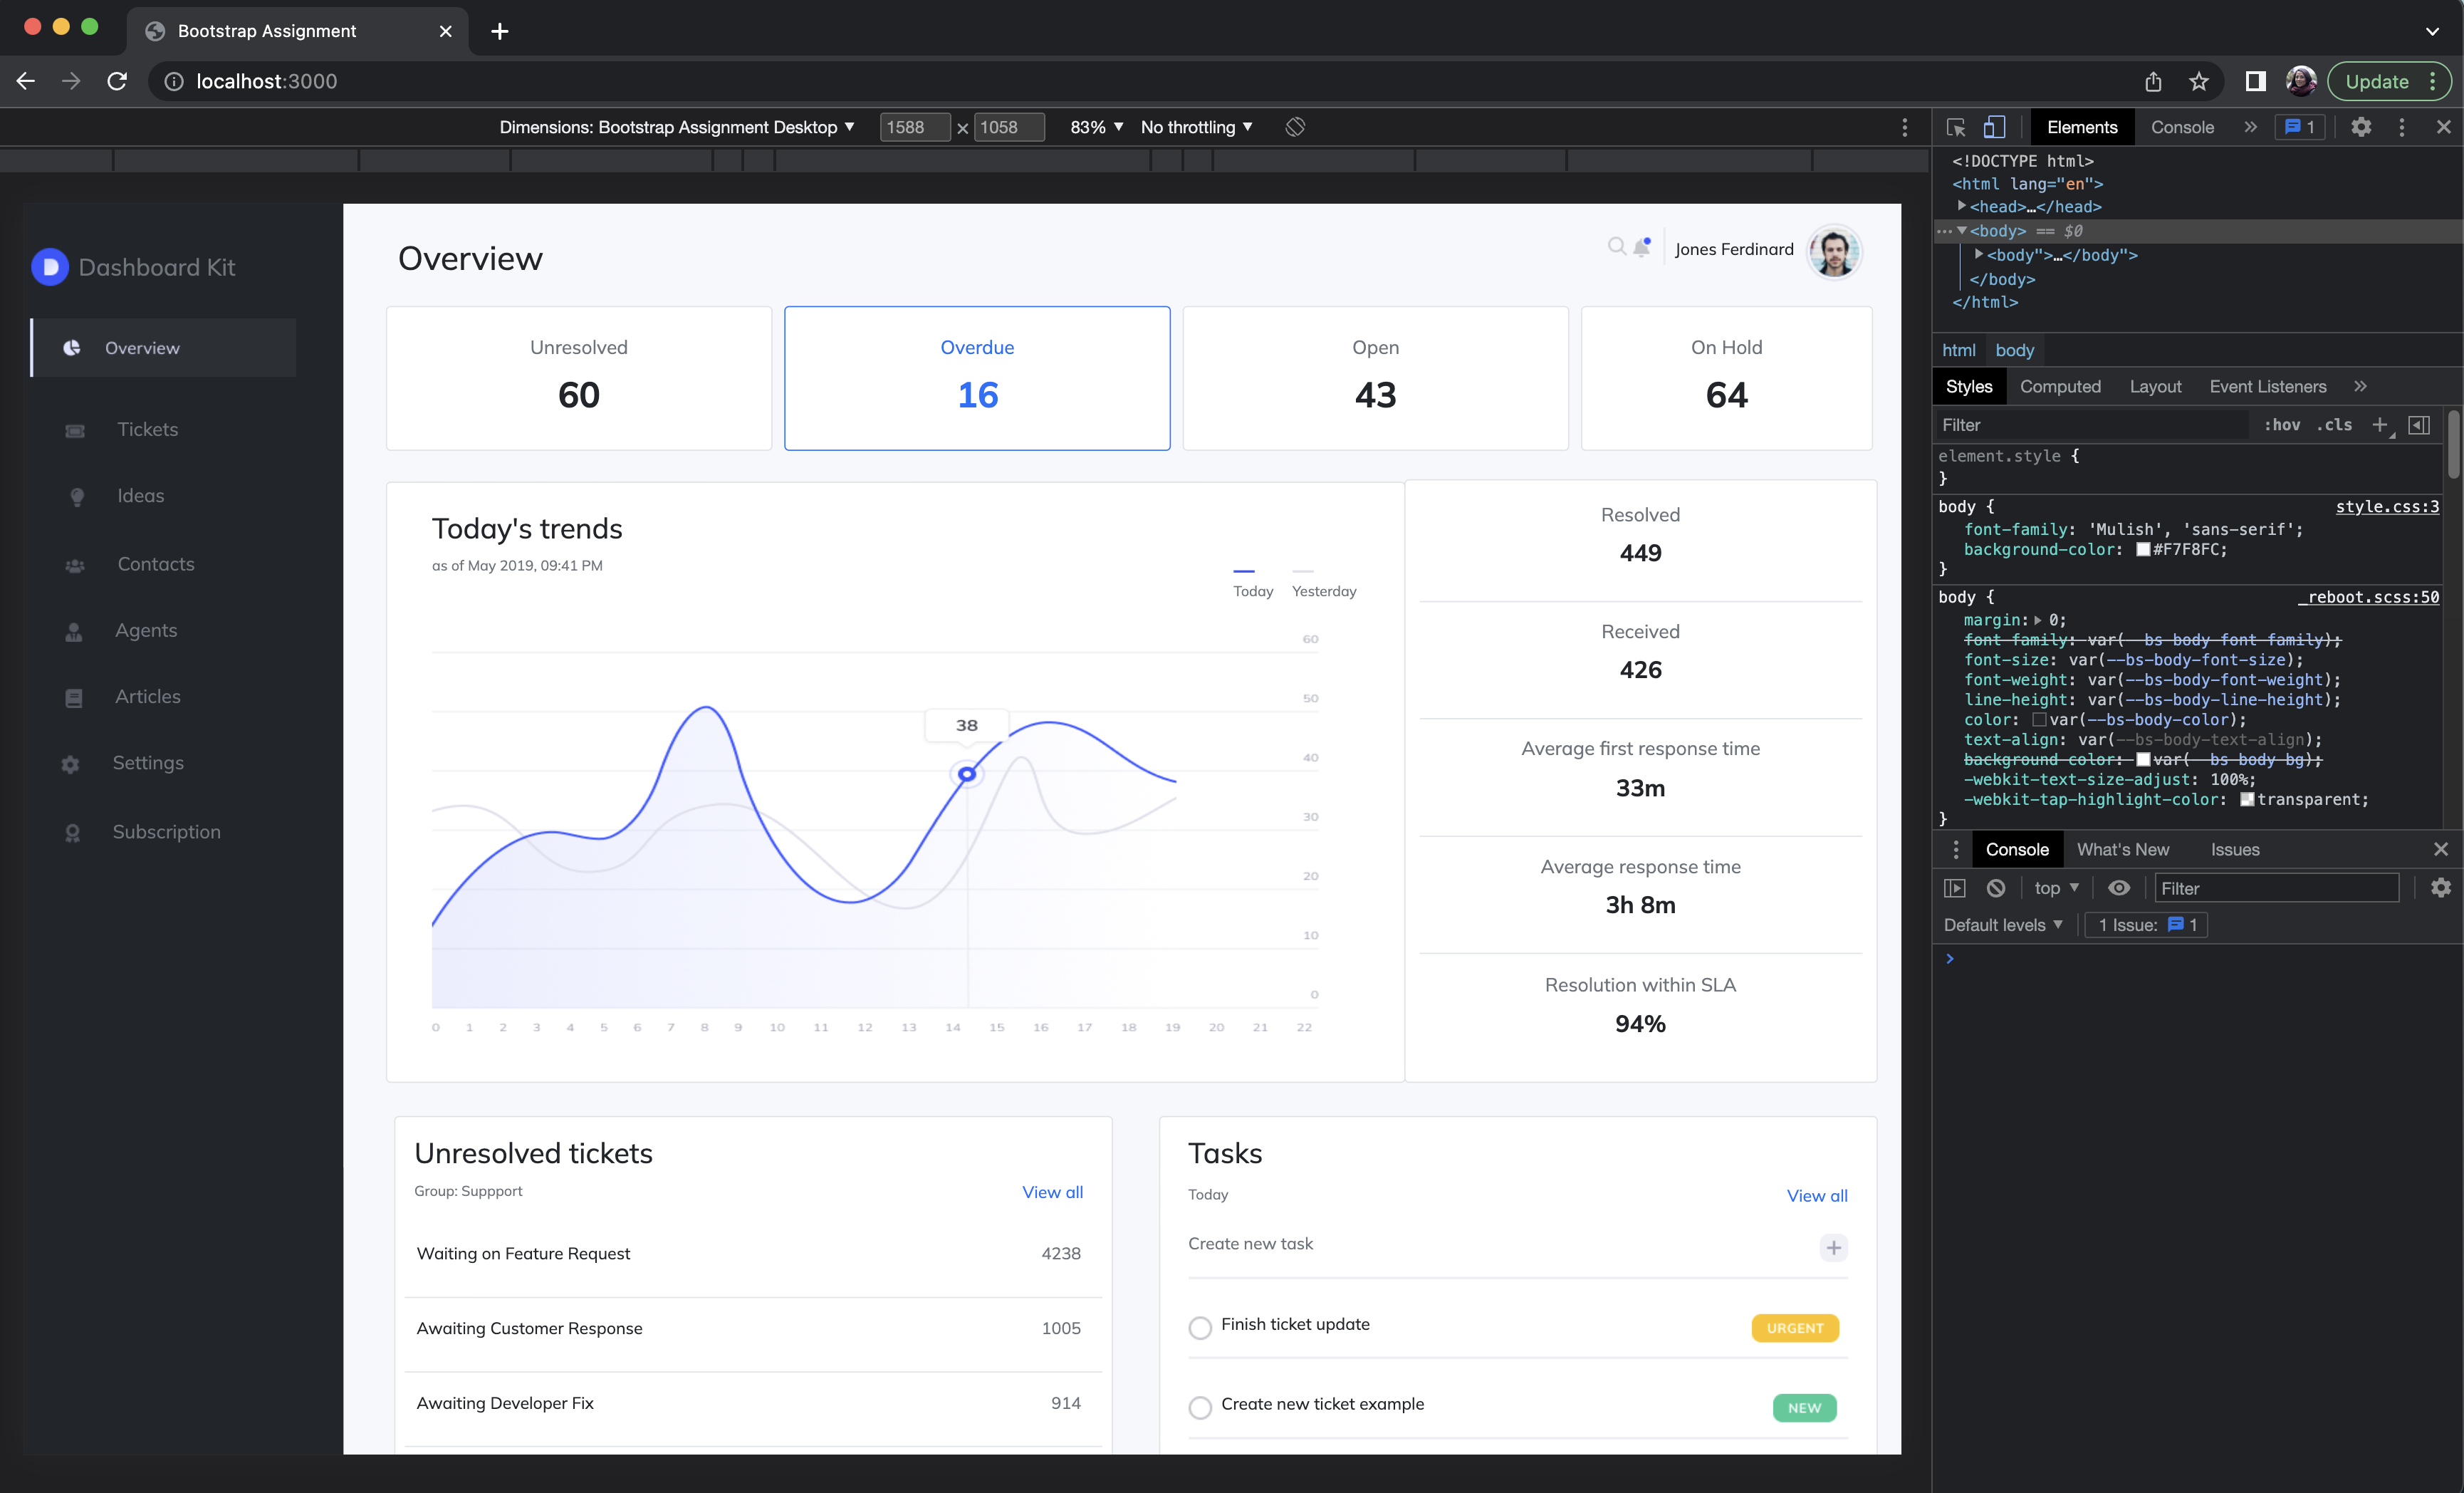 Bootstrap Assignment
localhost:3000
Update
Dimensions: Bootstrap Assignment Desktop
1588 × 1058
83%
No throttling
Dashboard Kit
Overview
Tickets
Ideas
Contacts
Agents
Articles
Settings
Subscription
Overview
Jones Ferdinard
Unresolved
60
Overdue
16
Open
43
On Hold
64
Today's trends
as of May 2019, 09:41 PM
Today
Yesterday
60
50
40
30
20
10
0
38
0 1 2 3 4 5 6 7 8 9 10 11 12 13 14 15 16 17 18 19 20 21 22
Resolved
449
Received
426
Average first response time
33m
Average response time
3h 8m
Resolution within SLA
94%
Unresolved tickets
Group: Suppport
View all
Waiting on Feature Request 4238
Awaiting Customer Response 1005
Awaiting Developer Fix 914
Tasks
Today
View all
Create new task
Finish ticket update
URGENT
Create new ticket example
NEW
Elements
Console
1
<!DOCTYPE html>
<html lang="en">
<head>…</head>
<body> == $0
<body">…</body">
</body>
</html>
html body
Styles Computed Layout Event Listeners
Filter
:hov .cls
element.style {
}
body { style.css:3
font-family: 'Mulish', 'sans-serif';
background-color: #F7F8FC;
}
body { _reboot.scss:50
margin: 0;
font-family: var(--bs-body-font-family);
font-size: var(--bs-body-font-size);
font-weight: var(--bs-body-font-weight);
line-height: var(--bs-body-line-height);
color: var(--bs-body-color);
text-align: var(--bs-body-text-align);
background-color: var(--bs-body-bg);
-webkit-text-size-adjust: 100%;
-webkit-tap-highlight-color: transparent;
}
Console What's New Issues
top
Filter
Default levels
1 Issue: 1